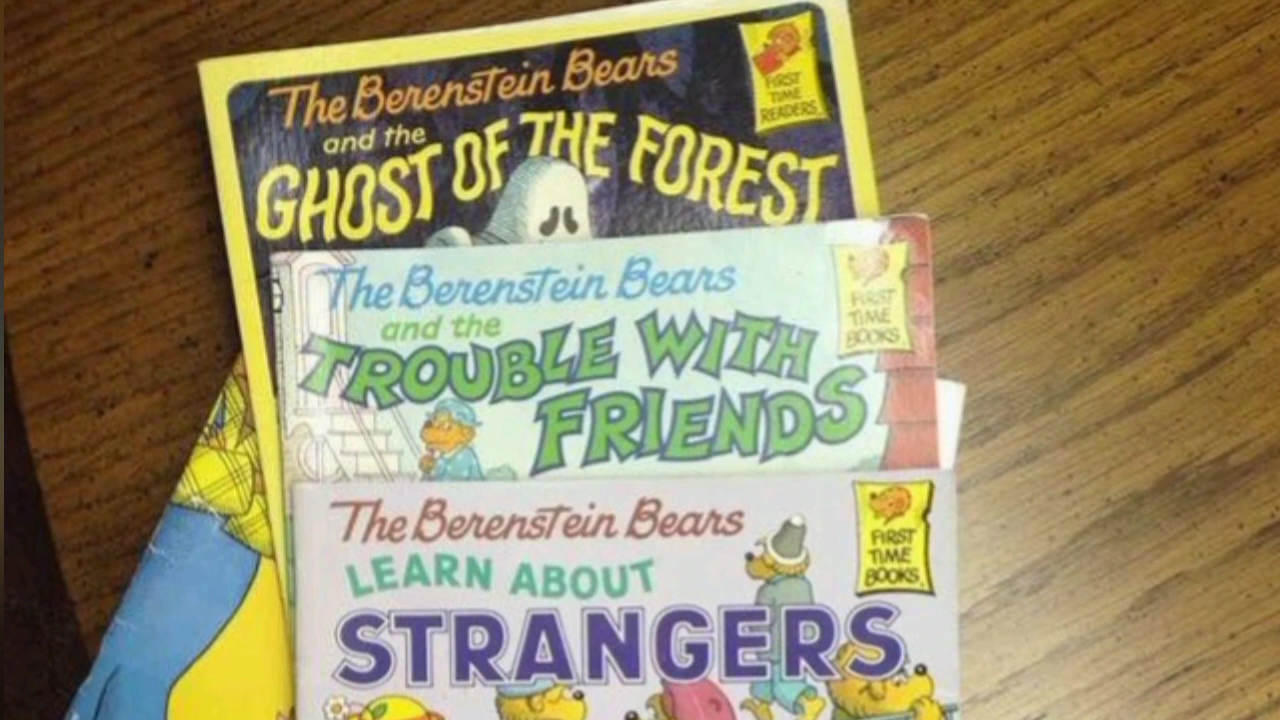 The Berenstein Bears
and the
GHOST OF THE FOREST
FIRST
TIME
READERS
The Berenstein Bears
and the
TROUBLE WITH
FRIENDS
FIRST
TIME
BOOKS
The Berenstein Bears
LEARN ABOUT
STRANGERS
FIRST
TIME
BOOKS